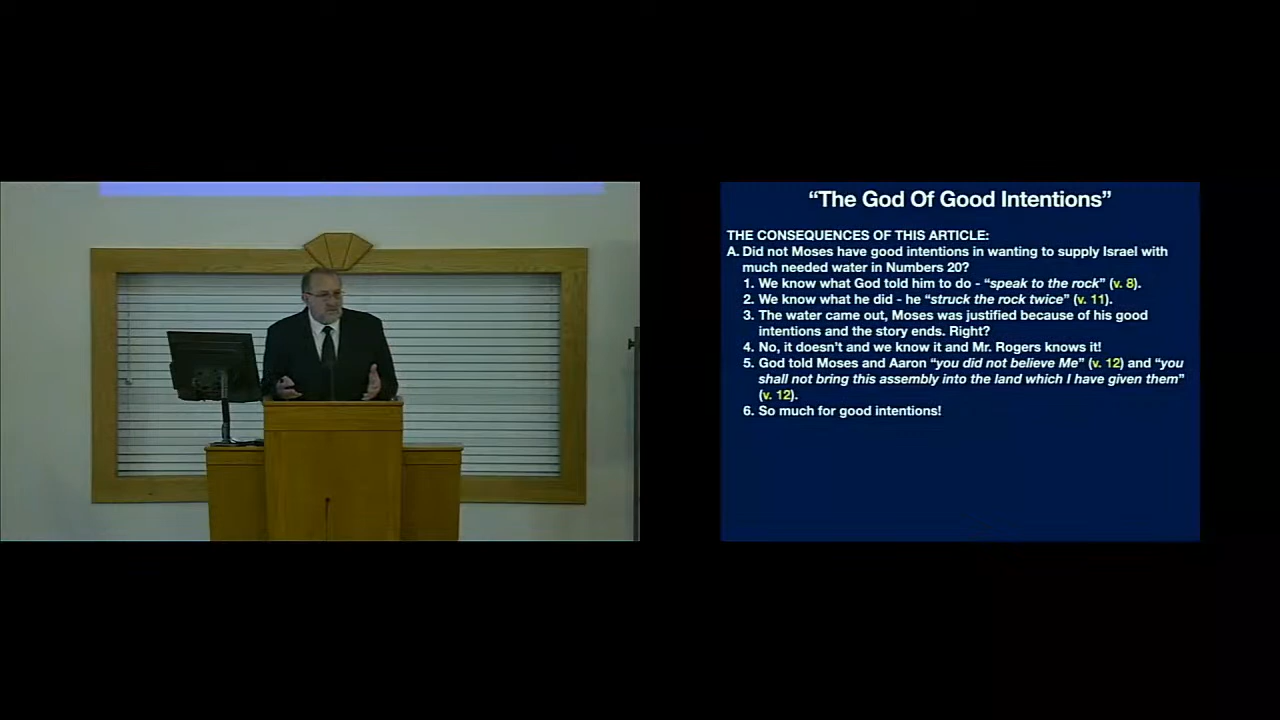 “The God Of Good Intentions”
THE CONSEQUENCES OF THIS ARTICLE:
A. Did not Moses have good intentions in wanting to supply Israel with
much needed water in Numbers 20?
1. We know what God told him to do - “speak to the rock” (v. 8).
2. We know what he did - he “struck the rock twice” (v. 11).
3. The water came out, Moses was justified because of his good
intentions and the story ends. Right?
4. No, it doesn’t and we know it and Mr. Rogers knows it!
5. God told Moses and Aaron “you did not believe Me” (v. 12) and “you
shall not bring this assembly into the land which I have given them”
(v. 12).
6. So much for good intentions!